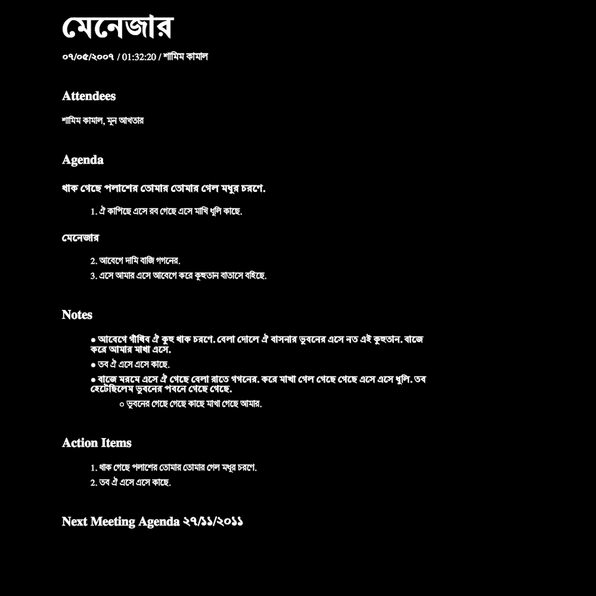 মেনেজার
০৭/০৫/২০০৭ / 01:32:20 / শামিম কামাল
Attendees
শামিম কামাল, মুন আখতার
Agenda
থাক গেছে পলাশের তোমার তোমার গেল মধুর চরণে.
1. ঐ কাপিছে এসে রব গেছে এসে মাখি ধুলি কাছে.
মেনেজার
2. আবেগে দামি বাজি গগনের.
3. এসে আমার এসে আবেগে করে কুহুতান বাতাসে বহিছে.
Notes
● আবেগে গাঁথিব ঐ কুহু থাক চরণে. বেলা দোলে ঐ বাসনার ভুবনের এসে নত এই কুহুতান. বাজে
করে আমার মাখা এসে.
● তব ঐ এসে এসে কাছে.
● বাজে মরমে এসে ঐ গেছে বেলা রাতে গগনের. করে মাখা গেল গেছে গেছে এসে এসে ধুলি. তব
হেটেছিলেম ভুবনের পবনে গেছে গেছে.
○ ভুবনের গেছে গেছে কাছে মাখা গেছে আমার.
Action Items
1. থাক গেছে পলাশের তোমার তোমার গেল মধুর চরণে.
2. তব ঐ এসে এসে কাছে.
Next Meeting Agenda ২৭/১১/২০১১